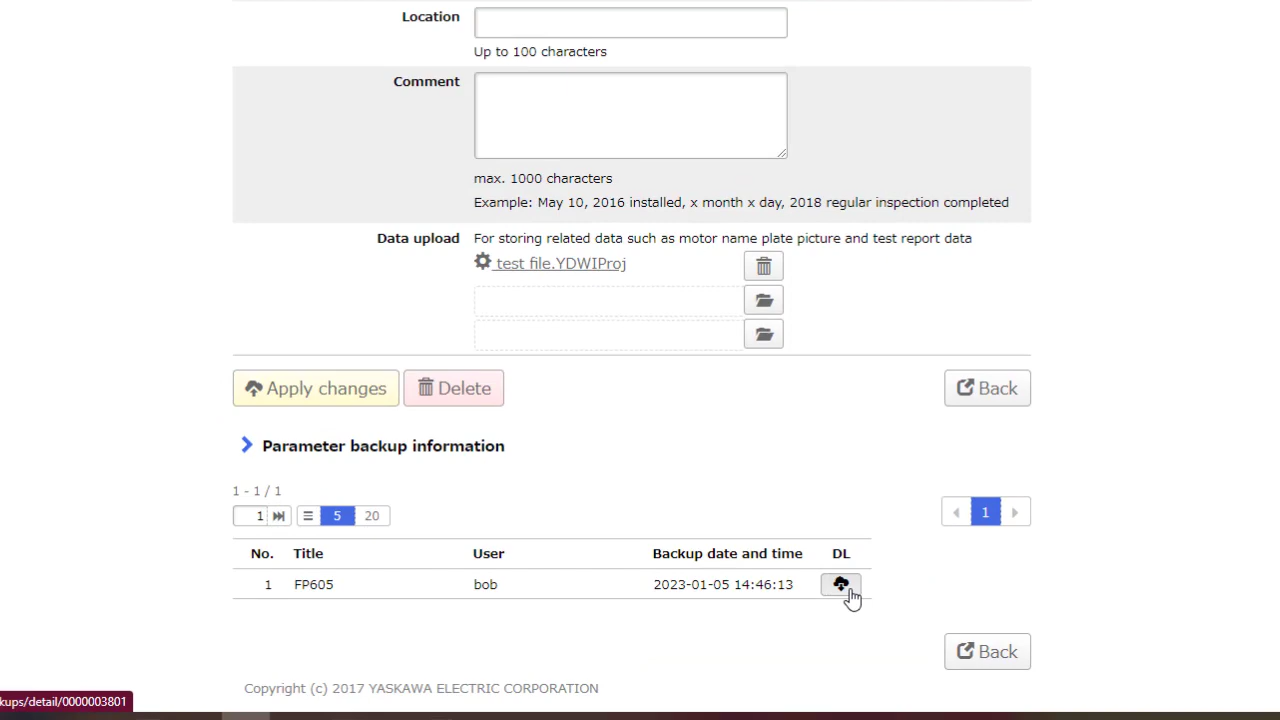 Location
Up to 100 characters
Comment
max. 1000 characters
Example: May 10, 2016 installed, x month x day, 2018 regular inspection completed
Data upload For storing related data such as motor name plate picture and test report data
test file.YDWIProj
Apply changes Delete Back
Parameter backup information
1 - 1 / 1
1 5 20 1
No. Title User Backup date and time DL
1 FP605 bob 2023-01-05 14:46:13
Back
Copyright (c) 2017 YASKAWA ELECTRIC CORPORATION
kups/detail/0000003801